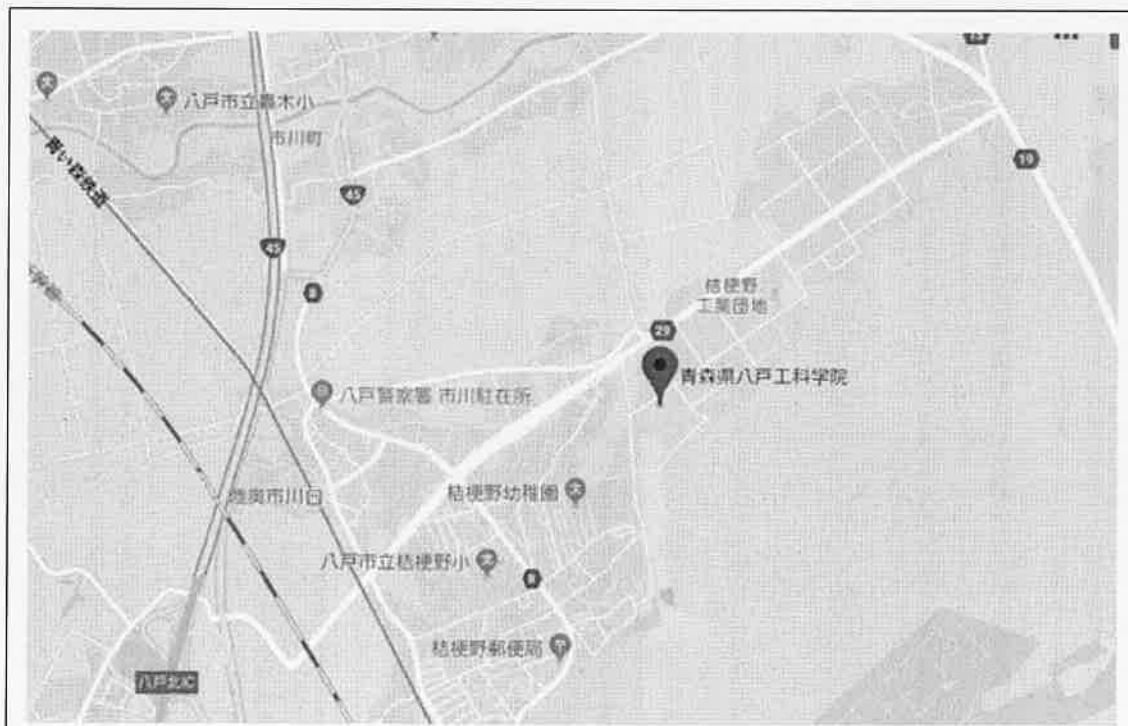 19
八戸市立轟木小
市川町
青い森鉄道
45
19
45
8
桔梗野
工業団地
29
青森県八戸工科学院
八戸警察署 市川駐在所
陸奥市川
桔梗野幼稚園
八戸市立桔梗野小
8
桔梗野郵便局
八戸北IC